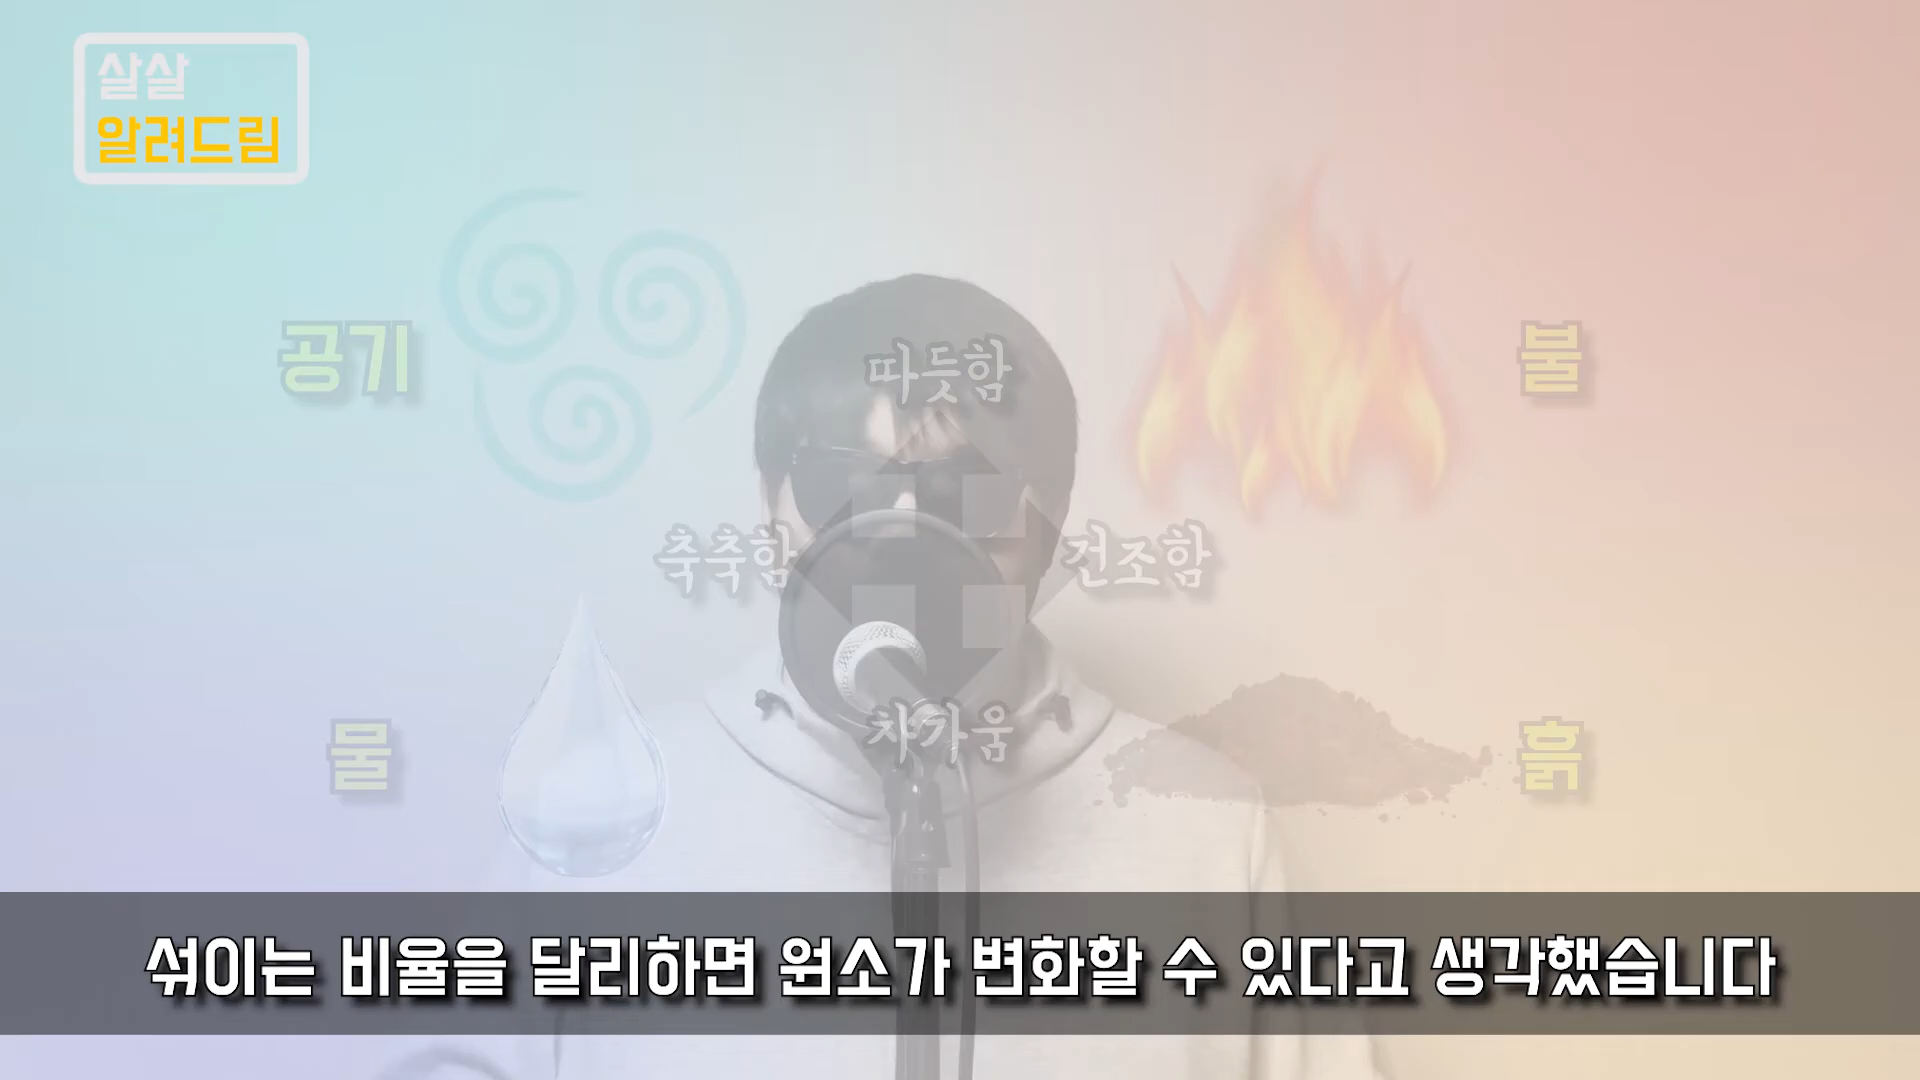 살살
알려드림
공기
따듯함
불
축축함
건조함
물
차가움
흙
섞이는 비율을 달리하면 원소가 변화할 수 있다고 생각했습니다